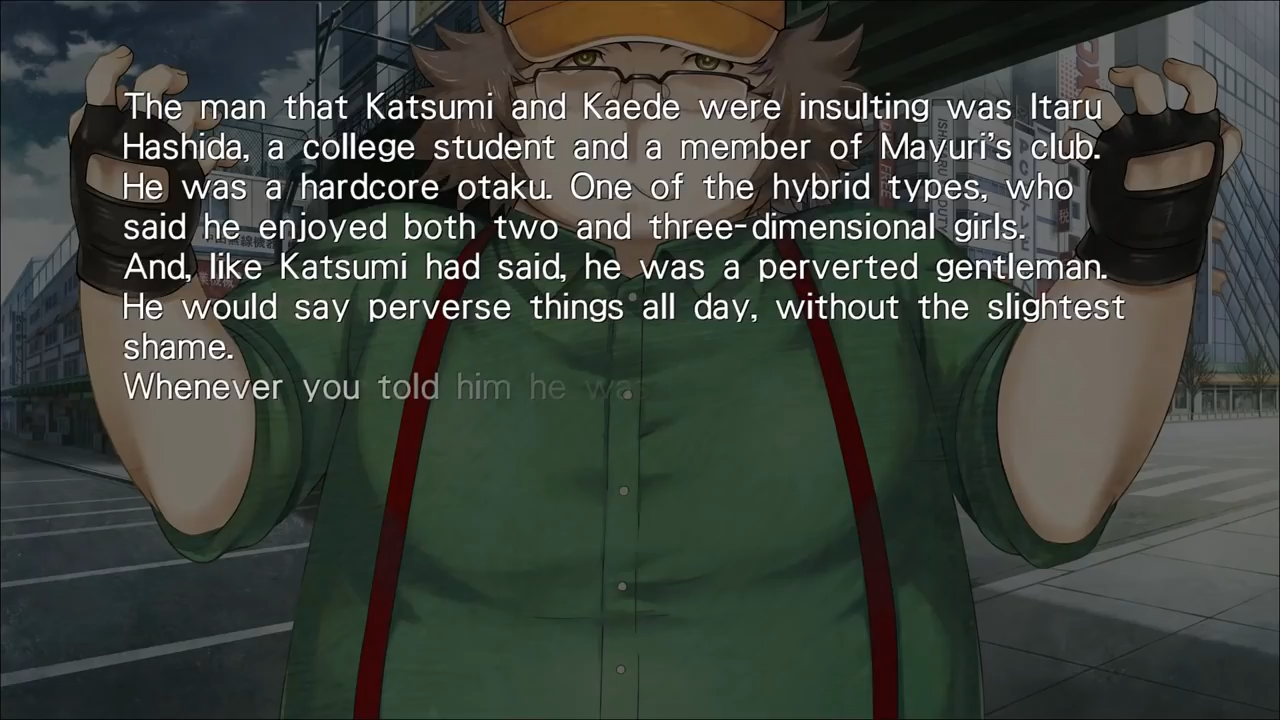 The man that Katsumi and Kaede were insulting was Itaru
Hashida, a college student and a member of Mayuri's club.
He was a hardcore otaku. One of the hybrid types, who
said he enjoyed both two and three-dimensional girls.
And, like Katsumi had said, he was a perverted gentleman.
He would say perverse things all day, without the slightest
shame.
Whenever you told him he was